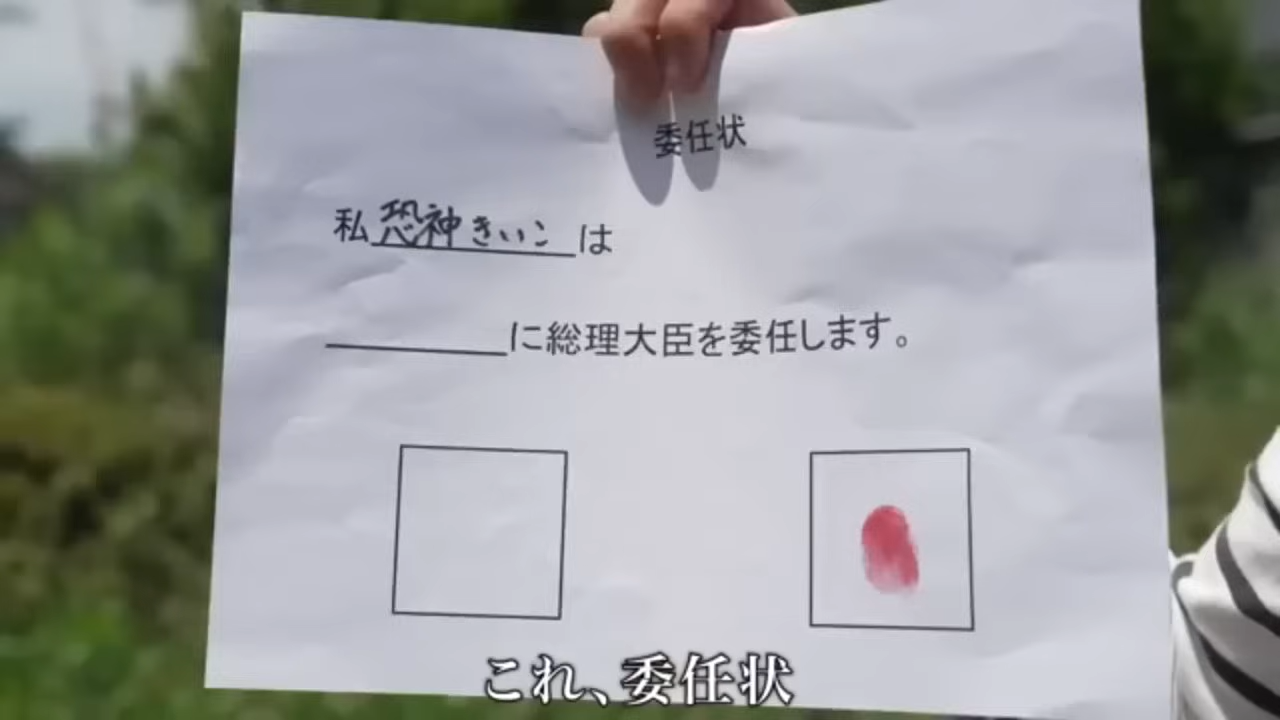 委任状
私恐神きいこは
に総理大臣を委任します。
これ、委任状